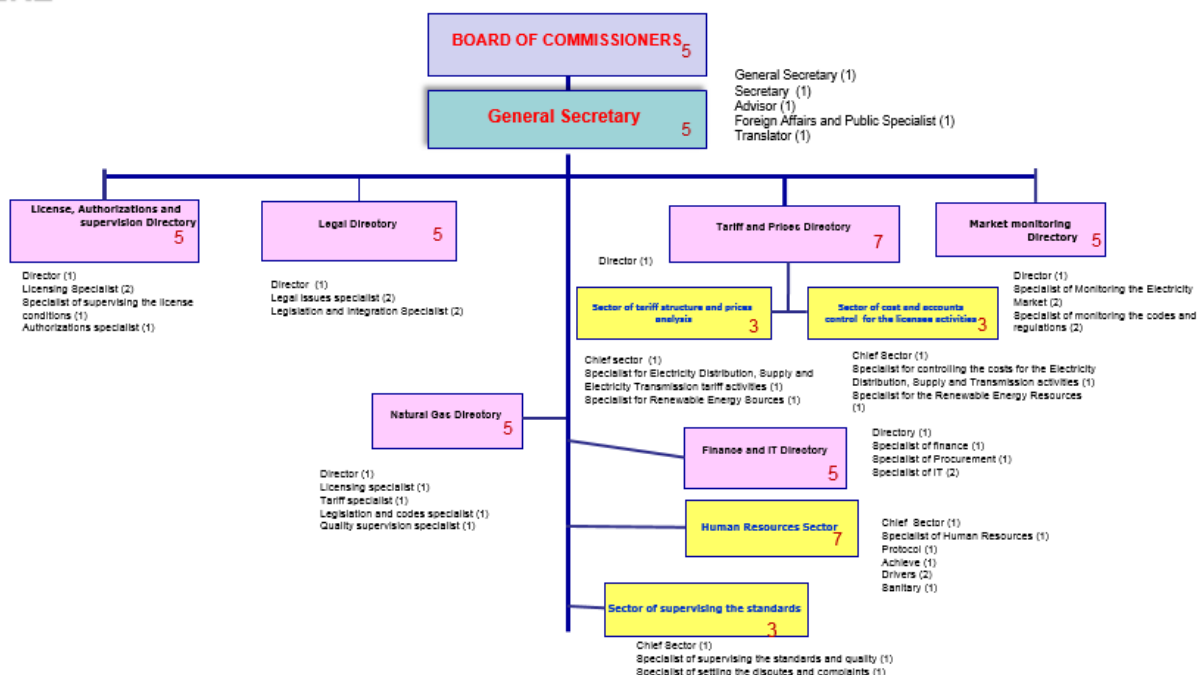 BOARD OF COMMISSIONERS
5
General Secretary
5
General Secretary (1)
Secretary (1)
Advisor (1)
Foreign Affairs and Public Specialist (1)
Translator (1)
License, Authorizations and
supervision Directory
5
Director (1)
Licensing Specialist (2)
Specialist of supervising the license
conditions (1)
Authorizations specialist (1)
Legal Directory
5
Director (1)
Legal issues specialist (2)
Legislation and Integration Specialist (2)
Tariff and Prices Directory
7
Director (1)
Market monitoring
Directory
5
Director (1)
Specialist of Monitoring the Electricity
Market (2)
Specialist of monitoring the codes and
regulations (2)
Sector of tariff structure and prices
analysis
3
Chief sector (1)
Specialist for Electricity Distribution, Supply and
Electricity Transmission tariff activities (1)
Specialist for Renewable Energy Sources (1)
Sector of cost and accounts
control for the licensee activities
3
Chief Sector (1)
Specialist for controlling the costs for the Electricity
Distribution, Supply and Transmission activities (1)
Specialist for the Renewable Energy Resources
(1)
Natural Gas Directory
5
Director (1)
Licensing specialist (1)
Tariff specialist (1)
Legislation and codes specialist (1)
Quality supervision specialist (1)
Finance and IT Directory
5
Directory (1)
Specialist of finance (1)
Specialist of Procurement (1)
Specialist of IT (2)
Human Resources Sector
7
Chief Sector (1)
Specialist of Human Resources (1)
Protocol (1)
Achieve (1)
Drivers (2)
Sanitary (1)
Sector of supervising the standards
3
Chief Sector (1)
Specialist of supervising the standards and quality (1)
Specialist of settling the disputes and complaints (1)